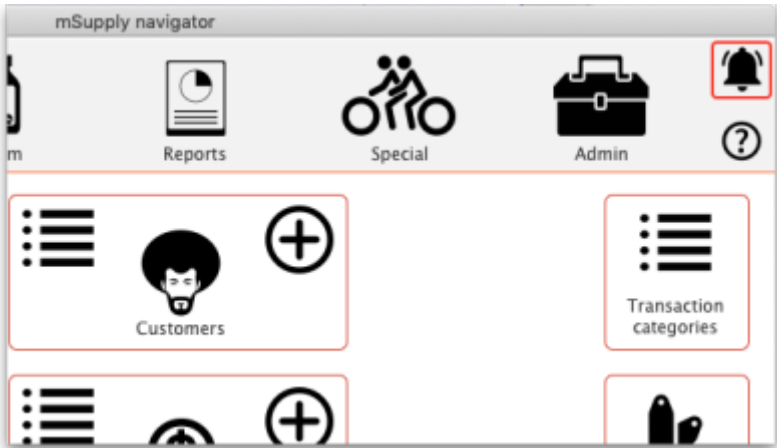 mSupply navigator
m
Reports
Special
Admin
?
Customers
Transaction
categories